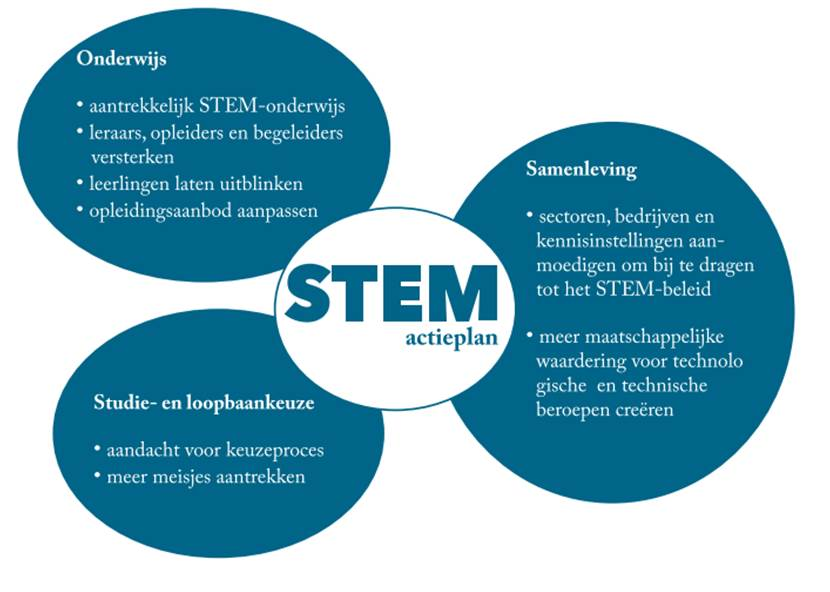 Onderwijs
• aantrekkelijk STEM-onderwijs
• leraars, opleiders en begeleiders
versterken
• leerlingen laten uitblinken
• opleidingsaanbod aanpassen
STEM
actieplan
Samenleving
• sectoren, bedrijven en
kennisinstellingen aan-
moedigen om bij te dragen
tot het STEM-beleid
• meer maatschappelijke
waardering voor technolo
gische en technische
beroepen creëren
Studie- en loopbaankeuze
• aandacht voor keuzeproces
• meer meisjes aantrekken